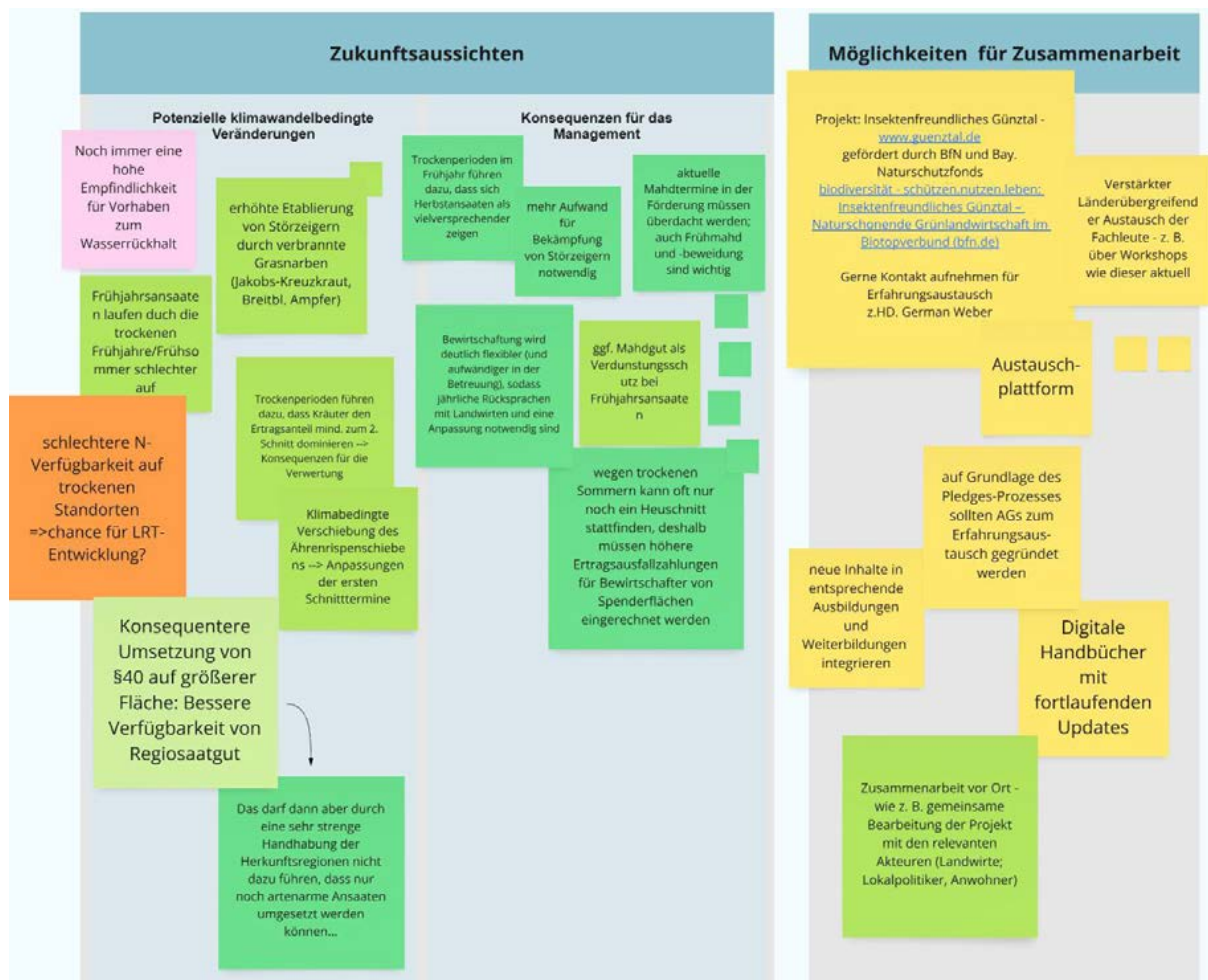 Zukunftsaussichten
Potenzielle klimawandelbedingte
Veränderungen
Noch immer eine
hohe
Empfindlichkeit
für Vorhaben
zum
Wasserrückhalt
erhöhte Etablierung
von Störzeigern
durch verbrannte
Grasnarben
(Jakobs-Kreuzkraut,
Breitbl. Ampfer)
Frühjahrsansaate
n laufen duch die
trockenen
Frühjahre/Frühso
mmer schlechter
auf
Trockenperioden führen
dazu, dass Kräuter den
Ertragsanteil mind. zum 2.
Schnitt dominieren -->
Konsequenzen für die
Verwertung
schlechtere N-
Verfügbarkeit auf
trockenen
Standorten
=>chance für LRT-
Entwicklung?
Klimabedingte
Verschiebung des
Ährenrispenschiebe
ns --> Anpassungen
der ersten
Schnitttermine
Konsequentere
Umsetzung von
§40 auf größerer
Fläche: Bessere
Verfügbarkeit von
Regiosaatgut
Das darf dann aber durch
eine sehr strenge
Handhabung der
Herkunftsregionen nicht
dazu führen, dass nur
noch artenarme Ansaaten
umgesetzt werden
können...
Konsequenzen für das
Management
Trockenperioden im
Frühjahr führen
dazu, dass sich
Herbstansaaten als
vielversprechender
zeigen
mehr Aufwand
für
Bekämpfung
von Störzeigern
notwendig
aktuelle
Mahdtermine in der
Förderung müssen
überdacht werden;
auch Frühmahd
und -beweidung
sind wichtig
Bewirtschaftung wird
deutlich flexibler (und
aufwändiger in der
Betreuung), sodass
jährliche Rücksprachen
mit Landwirten und eine
Anpassung notwendig sind
ggf. Mahdgut als
Verdunstungssch
utz bei
Frühjahrsansaate
n
wegen trockenen
Sommern kann oft nur
noch ein Heuschnitt
stattfinden, deshalb
müssen höhere
Ertragsausfallzahlungen
für Bewirtschafter von
Spenderflächen
eingerechnet werden
Möglichkeiten für Zusammenarbeit
Projekt: Insektenfreundliches Günztal -
www.guenztal.de
gefördert durch BfN und Bay.
Naturschutzfonds
biodiversität - schützen.nutzen.leben:
Insektenfreundliches Günztal –
Naturschonende Grünlandwirtschaft im
Biotopverbund (bfn.de)
Gerne Kontakt aufnehmen für
Erfahrungsaustausch
z.HD. German Weber
Verstärkter
Länderübergreifend
er Austausch der
Fachleute - z. B.
über Workshops
wie dieser aktuell
Austausch-
plattform
auf Grundlage des
Pledges-Prozesses
sollten AGs zum
Erfahrungsaus-
tausch gegründet
werden
neue Inhalte in
entsprechende
Ausbildungen
und
Weiterbildungen
integrieren
Digitale
Handbücher
mit
fortlaufenden
Updates
Zusammenarbeit vor Ort -
wie z. B. gemeinsame
Bearbeitung der Projekt
mit den relevanten
Akteuren (Landwirte;
Lokalpolitiker, Anwohner)